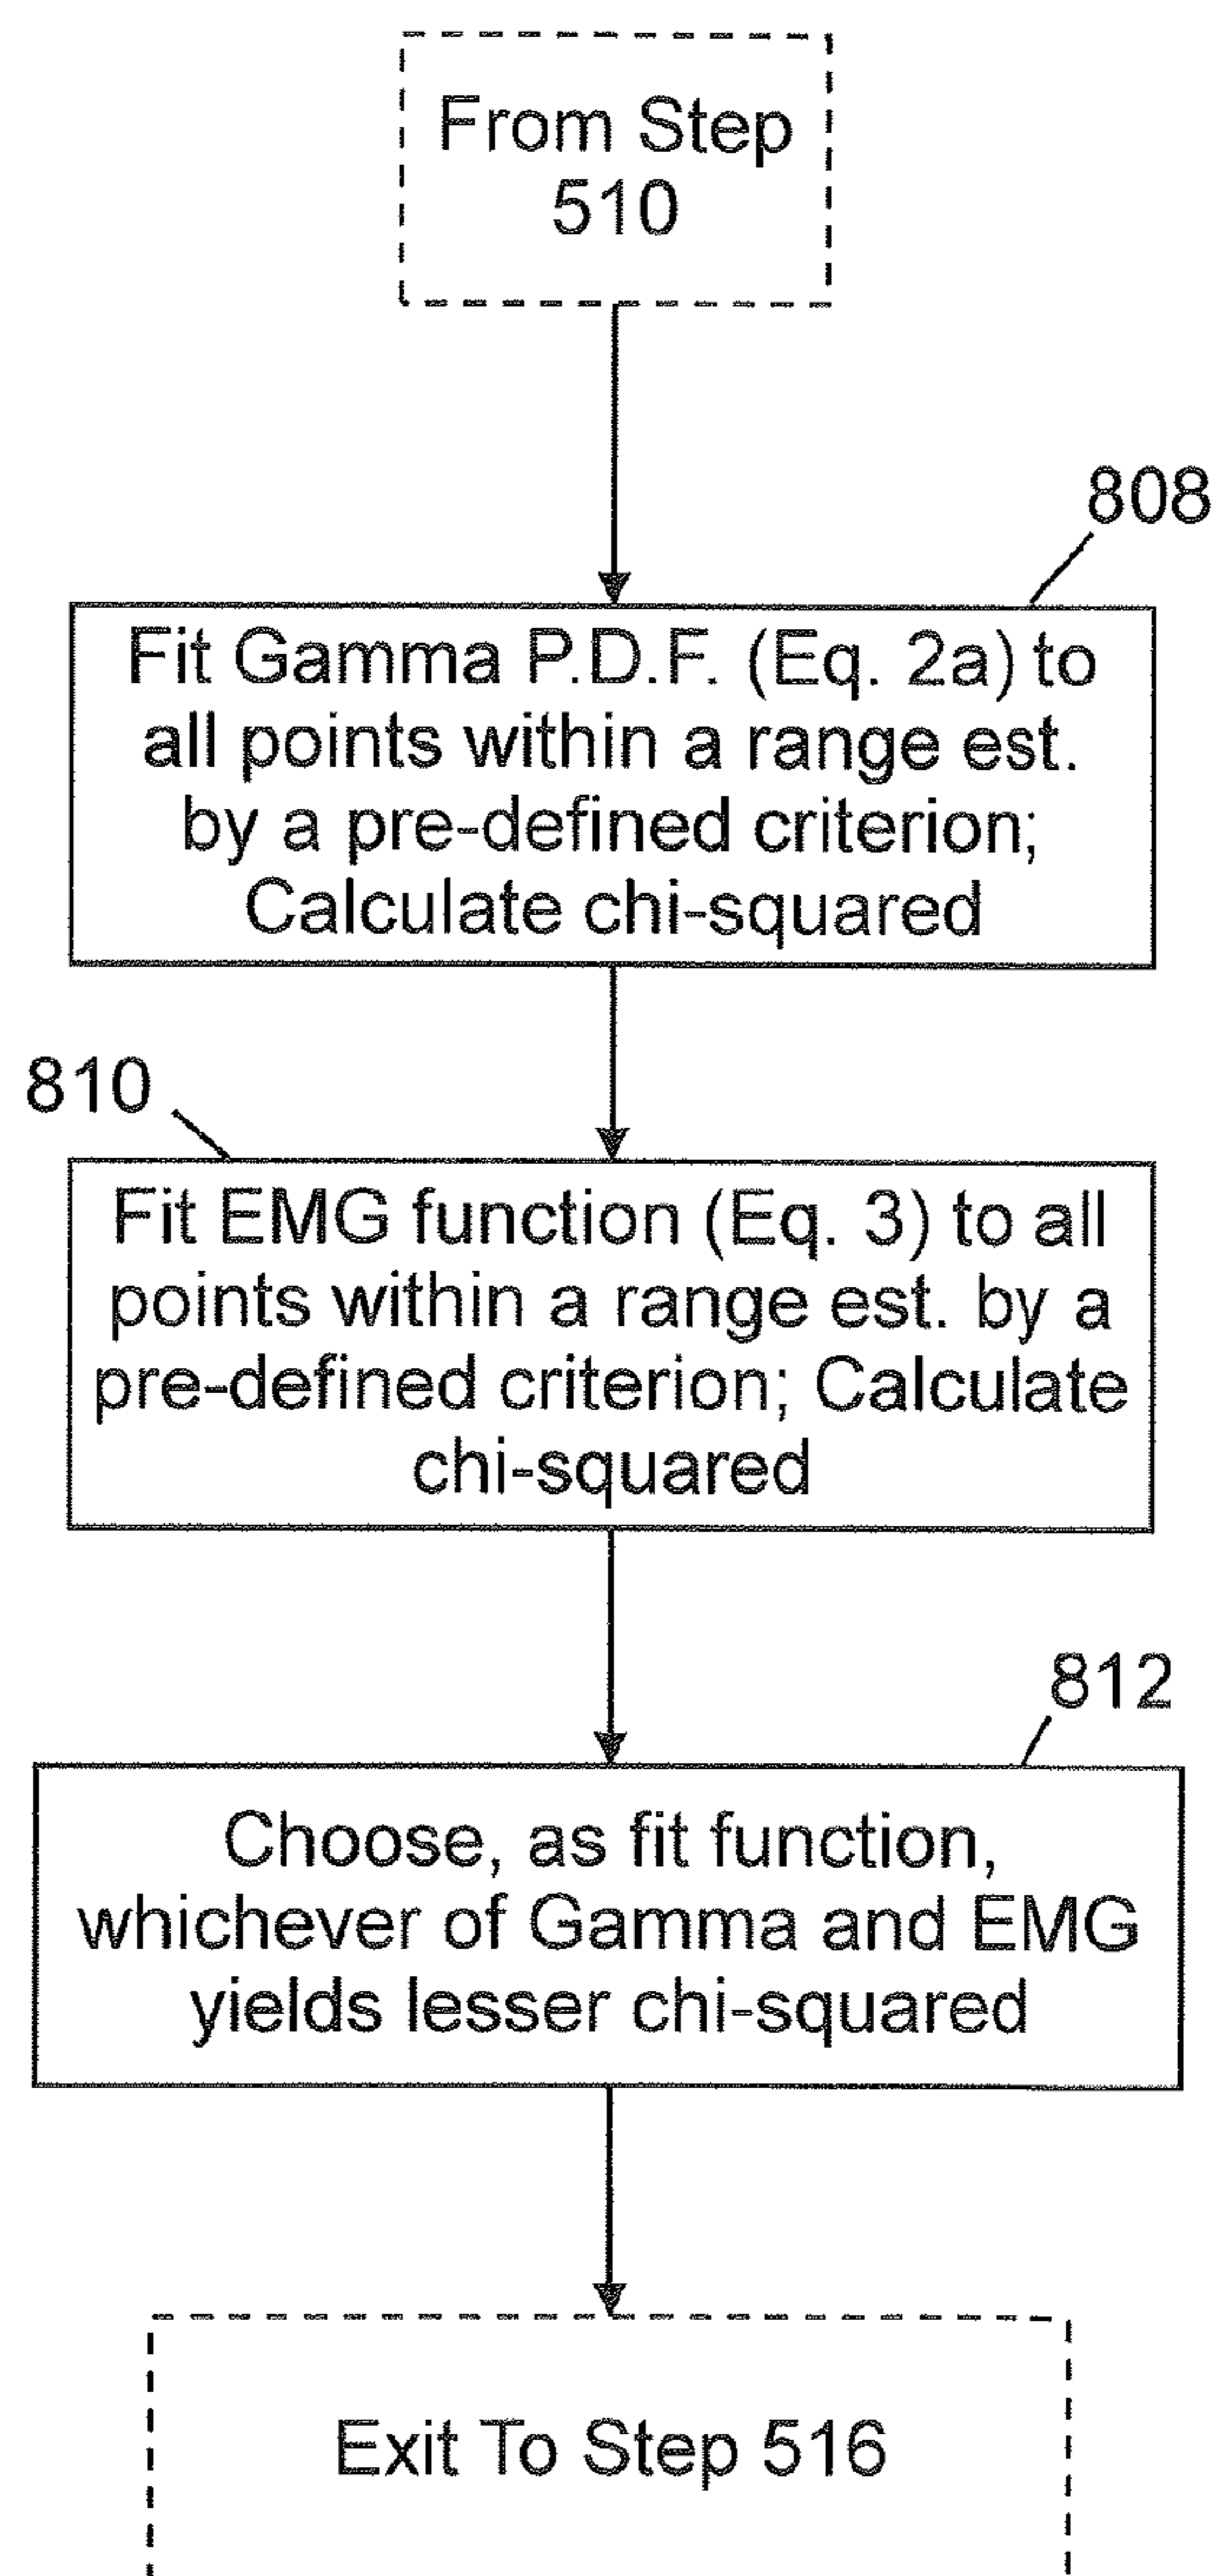 From Step
510
808
Fit Gamma P.D.F. (Eq. 2a) to
all points within a range est.
by a pre-defined criterion;
Calculate chi-squared
810
Fit EMG function (Eq. 3) to all
points within a range est. by a
pre-defined criterion; Calculate
chi-squared
812
Choose, as fit function,
whichever of Gamma and EMG
yields lesser chi-squared
Exit To Step 516